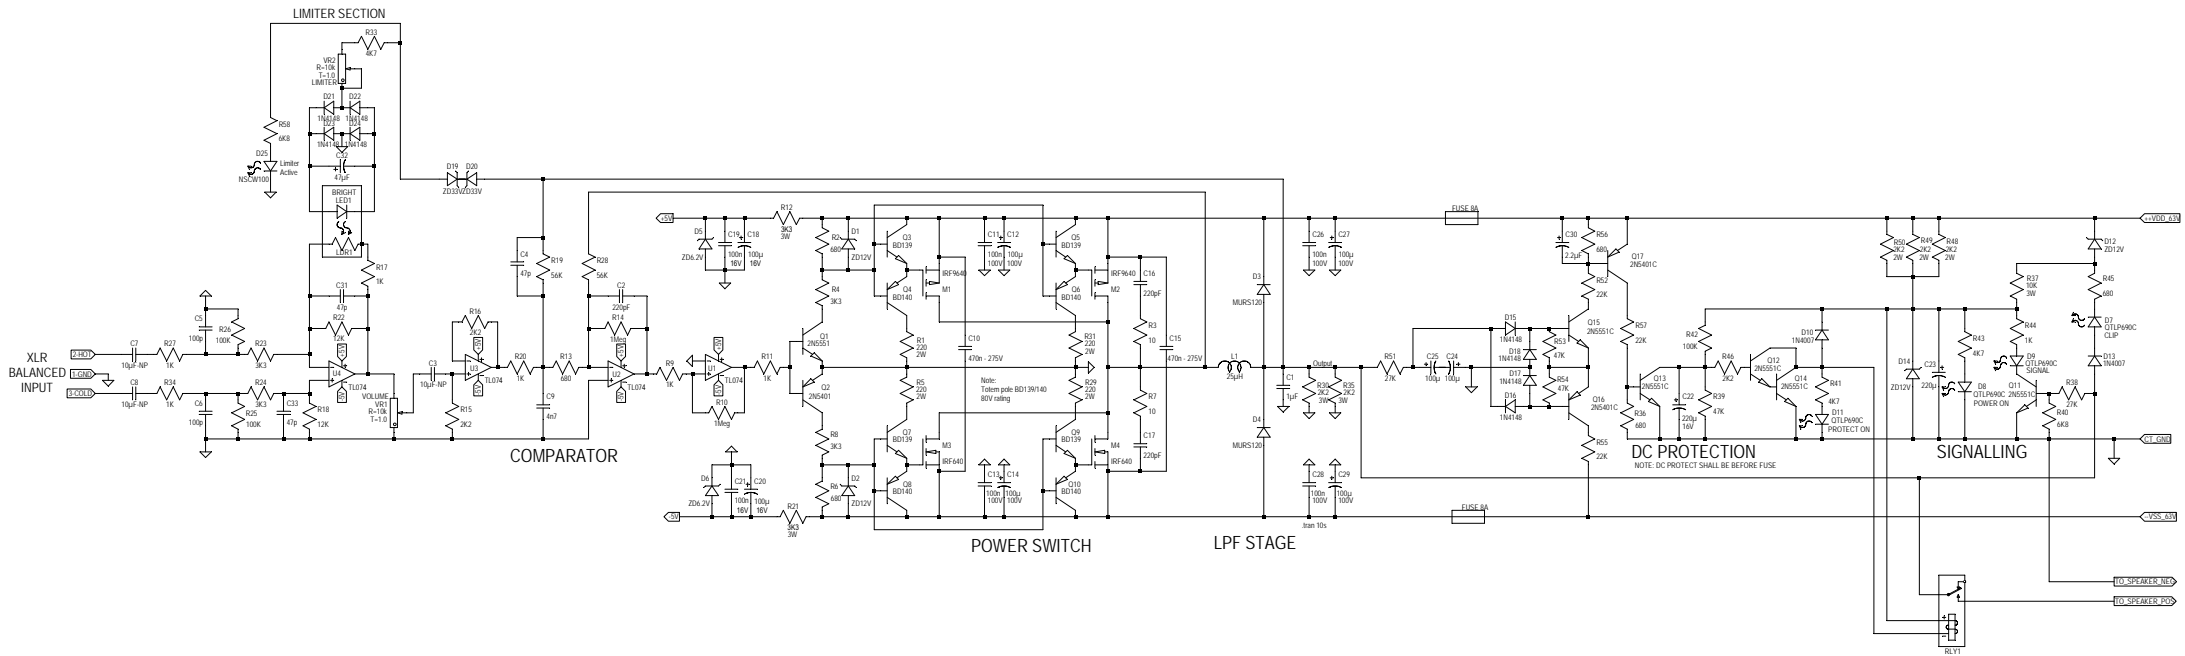 LIMITER SECTION
R33
4K7
VR2
R=10k
T=1.0
LIMITER
D21
1N4148
D22
1N4148
D23
1N4148
D24
1N4148
R58
6K8
D25
NSCW100
Limiter
Active
C32
47µF
BRIGHT
LED1
LDR1
R17
1K
D19
ZD33V
D20
ZD33V
C31
47p
R22
12K
+5V
U4
TL074
-5V
C5
100p
R26
100K
XLR
BALANCED
INPUT
2-HOT
1-GND
3-COLD
C7
10µF-NP
R27
1K
R23
3K3
C8
10µF-NP
R34
1K
R24
3K3
C6
100p
R25
100K
C33
47p
R18
12K
VOLUME
VR1
R=10k
T=1.0
C3
10µF-NP
R16
2K2
+5V
U3
TL074
-5V
R15
2K2
R20
1K
C4
47p
R19
56K
R28
56K
C2
220pF
R14
1Meg
R13
680
+5V
U2
TL074
-5V
C9
4n7
COMPARATOR
R9
1K
+5V
U1
TL074
-5V
R10
1Meg
R11
1K
+5V
D5
ZD6.2V
C19
100n
16V
C18
100µ
16V
R12
3K3
3W
R2
680
D1
ZD12V
R4
3K3
Q1
2N5551
Q2
2N5401
R8
3K3
R6
680
D2
ZD12V
D6
ZD6.2V
C21
100n
16V
C20
100µ
16V
-5V
R21
3K3
3W
Q3
BD139
Q4
BD140
IRF9640
M1
R1
220
2W
R5
220
2W
Q7
BD139
Q8
BD140
M3
IRF640
C11
100n
100V
C12
100µ
100V
C10
470n - 275V
Note:
Totem pole BD139/140
80V rating
C13
100n
100V
C14
100µ
100V
Q5
BD139
Q6
BD140
IRF9640
M2
R31
220
2W
R29
220
2W
Q9
BD139
Q10
BD140
M4
IRF640
C16
220pF
R3
10
C15
470n - 275V
R7
10
C17
220pF
POWER SWITCH
L1
25µH
D3
MURS120
D4
MURS120
C1
1µF
C26
100n
100V
C27
100µ
100V
Output
R30
2K2
3W
R35
2K2
3W
C28
100n
100V
C29
100µ
100V
.tran 10s
LPF STAGE
FUSE 8A
FUSE 8A
R51
27K
C25
100µ
C24
100µ
D15
1N4148
D18
1N4148
D17
1N4148
D16
1N4148
R53
47K
R54
47K
C30
2.2µF
R56
680
R52
22K
Q17
2N5401C
Q15
2N5551C
Q16
2N5401C
R55
22K
R57
22K
R36
680
Q13
2N5551C
R42
100K
R46
2K2
R39
47K
C22
220µ
16V
Q12
2N5551C
Q14
2N5551C
D10
1N4007
R41
4K7
D11
QTLP690C
PROTECT ON
DC PROTECTION
NOTE: DC PROTECT SHALL BE BEFORE FUSE
R50
2K2
2W
R49
2K2
2W
R48
2K2
2W
D14
ZD12V
C23
220µ
R43
4K7
D8
QTLP690C
POWER ON
R37
10K
3W
R44
1K
D9
QTLP690C
SIGNAL
Q11
2N5551C
R38
27K
R40
6K8
D12
ZD12V
R45
680
D7
QTLP690C
CLIP
D13
1N4007
SIGNALLING
++VDD_63V
CT_GND
--VSS_63V
TO_SPEAKER_NEG
TO_SPEAKER_POS
RLY1